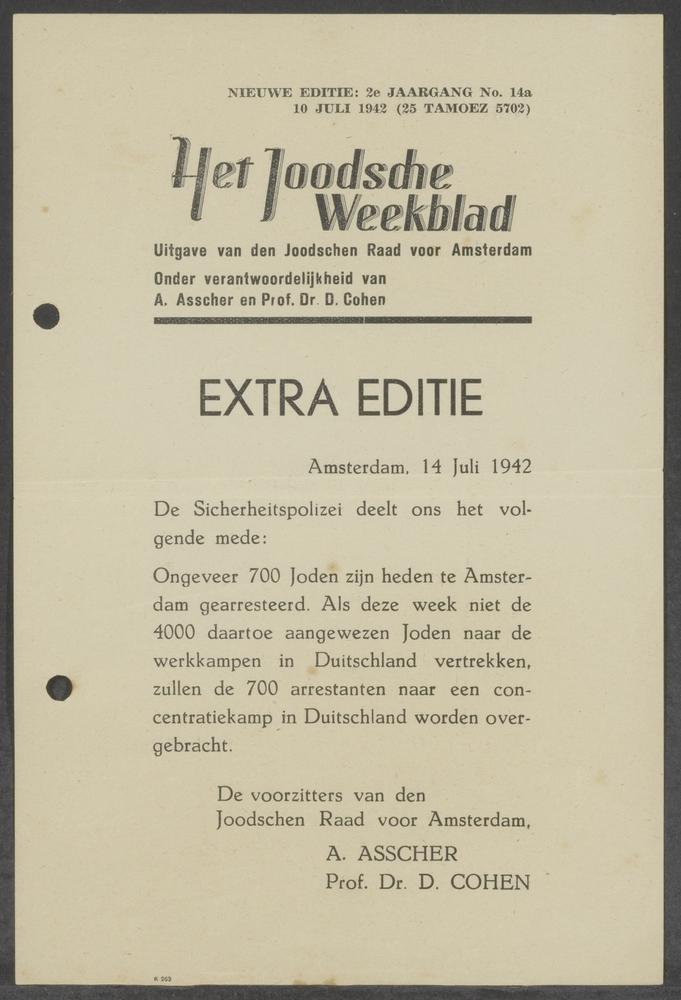 NIEUWE EDITIE: 2e JAARGANG No. 14a
10 JULI 1942 (25 TAMOEZ 5702)
Het Joodsche
Weekblad
Uitgave van den Joodschen Raad voor Amsterdam
Onder verantwoordelijkheid van
A. Asscher en Prof. Dr. D. Cohen
EXTRA EDITIE
Amsterdam, 14 Juli 1942
De Sicherheitspolizei deelt ons het vol-
gende mede:
Ongeveer 700 Joden zijn heden te Amster-
dam gearresteerd. Als deze week niet de
4000 daartoe aangewezen Joden naar de
werkkampen in Duitschland vertrekken,
zullen de 700 arrestanten naar een con-
centratiekamp in Duitschland worden over-
gebracht.
De voorzitters van den
Joodschen Raad voor Amsterdam,
A. ASSCHER
Prof. Dr. D. COHEN
K 263